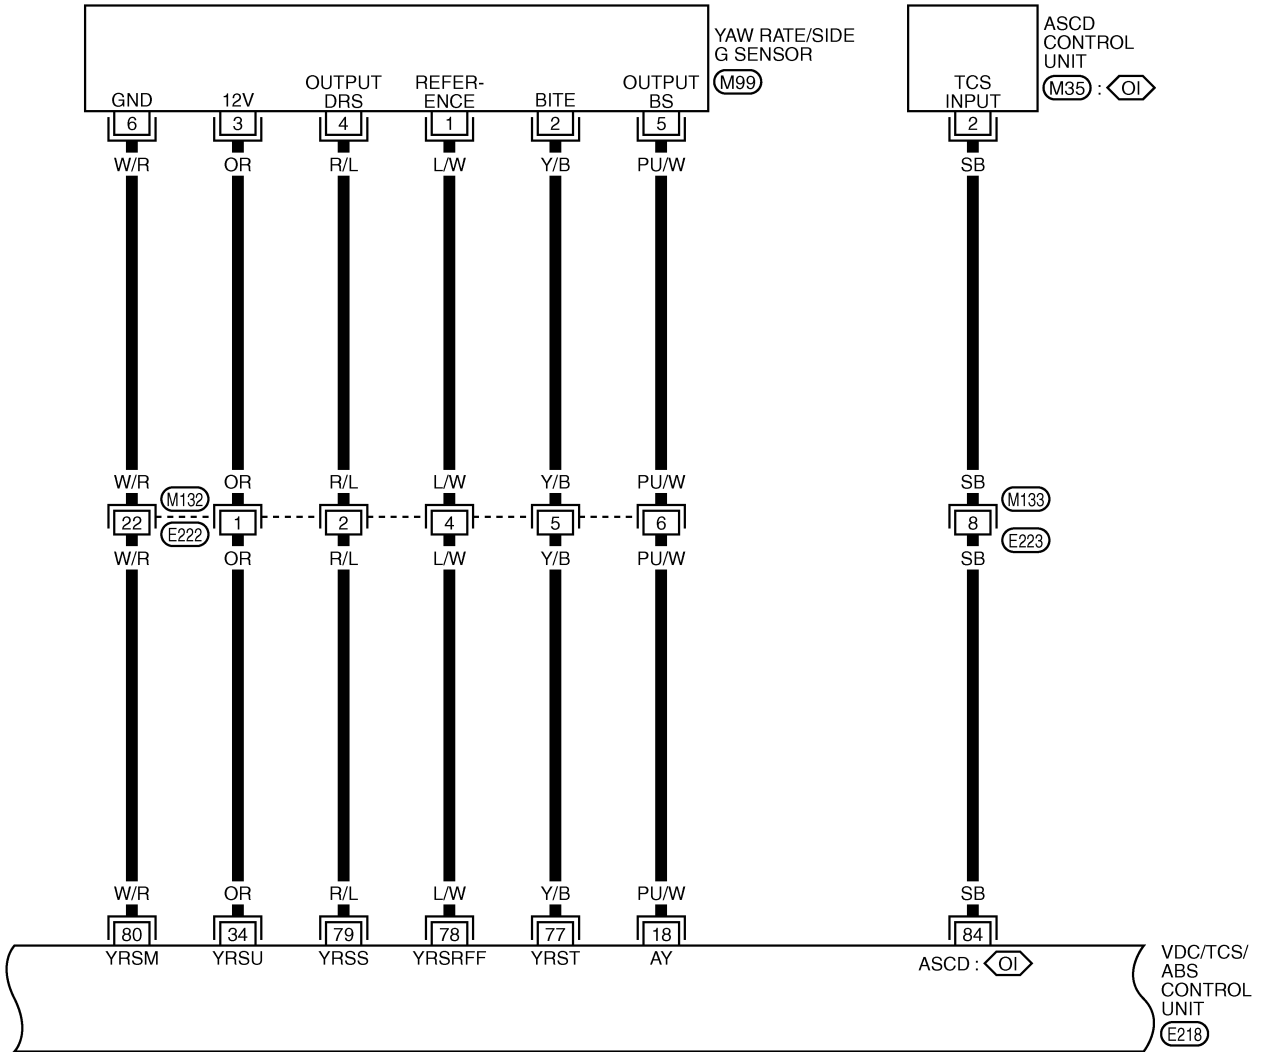 YAW RATE/SIDE
G SENSOR
M99
ASCD
CONTROL
UNIT
M35 : OI
GND
12V
OUTPUT
DRS
REFER-
ENCE
BITE
OUTPUT
BS
TCS
INPUT
6 3 4 1 2 5 2
W/R OR R/L L/W Y/B PU/W SB
W/R OR R/L L/W Y/B PU/W SB
M132 M133
22 1 2 4 5 6 8
E222 E223
W/R OR R/L L/W Y/B PU/W SB
W/R OR R/L L/W Y/B PU/W SB
80 34 79 78 77 18 84
YRSM YRSU YRSS YRSRFF YRST AY ASCD : OI
VDC/TCS/
ABS
CONTROL
UNIT
E218